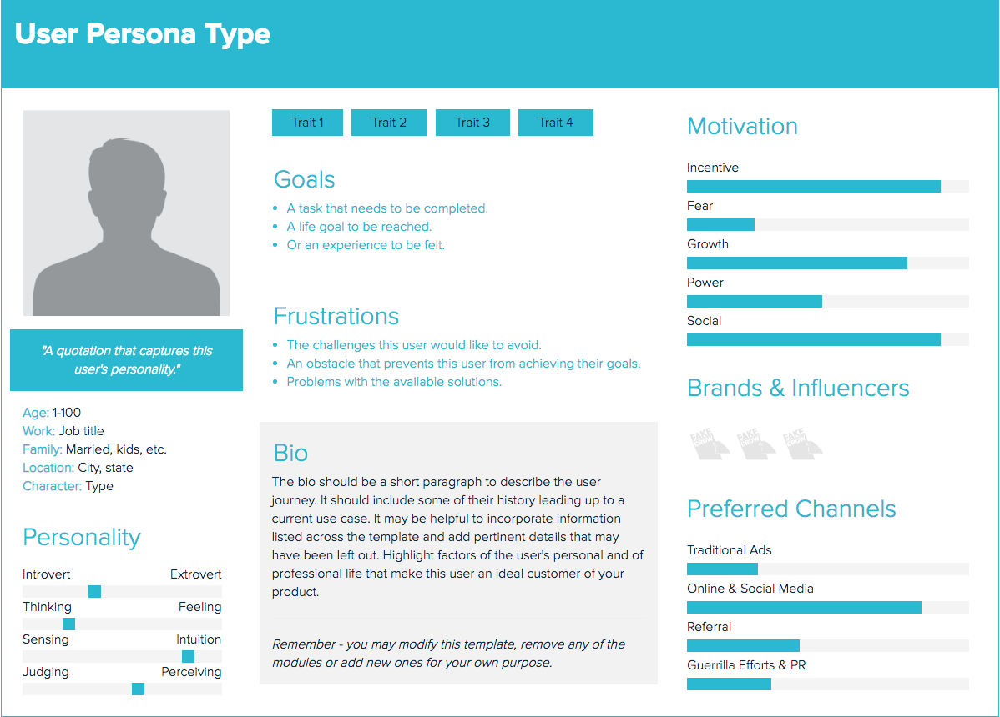 User Persona Type
"A quotation that captures this
user's personality."
Age: 1-100
Work: Job title
Family: Married, kids, etc.
Location: City, state
Character: Type
Personality
Introvert Extrovert
Thinking Feeling
Sensing Intuition
Judging Perceiving
Trait 1 Trait 2 Trait 3 Trait 4
Goals
• A task that needs to be completed.
• A life goal to be reached.
• Or an experience to be felt.
Frustrations
• The challenges this user would like to avoid.
• An obstacle that prevents this user from achieving their goals.
• Problems with the available solutions.
Bio
The bio should be a short paragraph to describe the user
journey. It should include some of their history leading up to a
current use case. It may be helpful to incorporate information
listed across the template and add pertinent details that may
have been left out. Highlight factors of the user's personal and of
professional life that make this user an ideal customer of your
product.
Remember - you may modify this template, remove any of the
modules or add new ones for your own purpose.
Motivation
Incentive
Fear
Growth
Power
Social
Brands & Influencers
FAKE
CROW
FAKE
CROW
FAKE
CROW
Preferred Channels
Traditional Ads
Online & Social Media
Referral
Guerrilla Efforts & PR